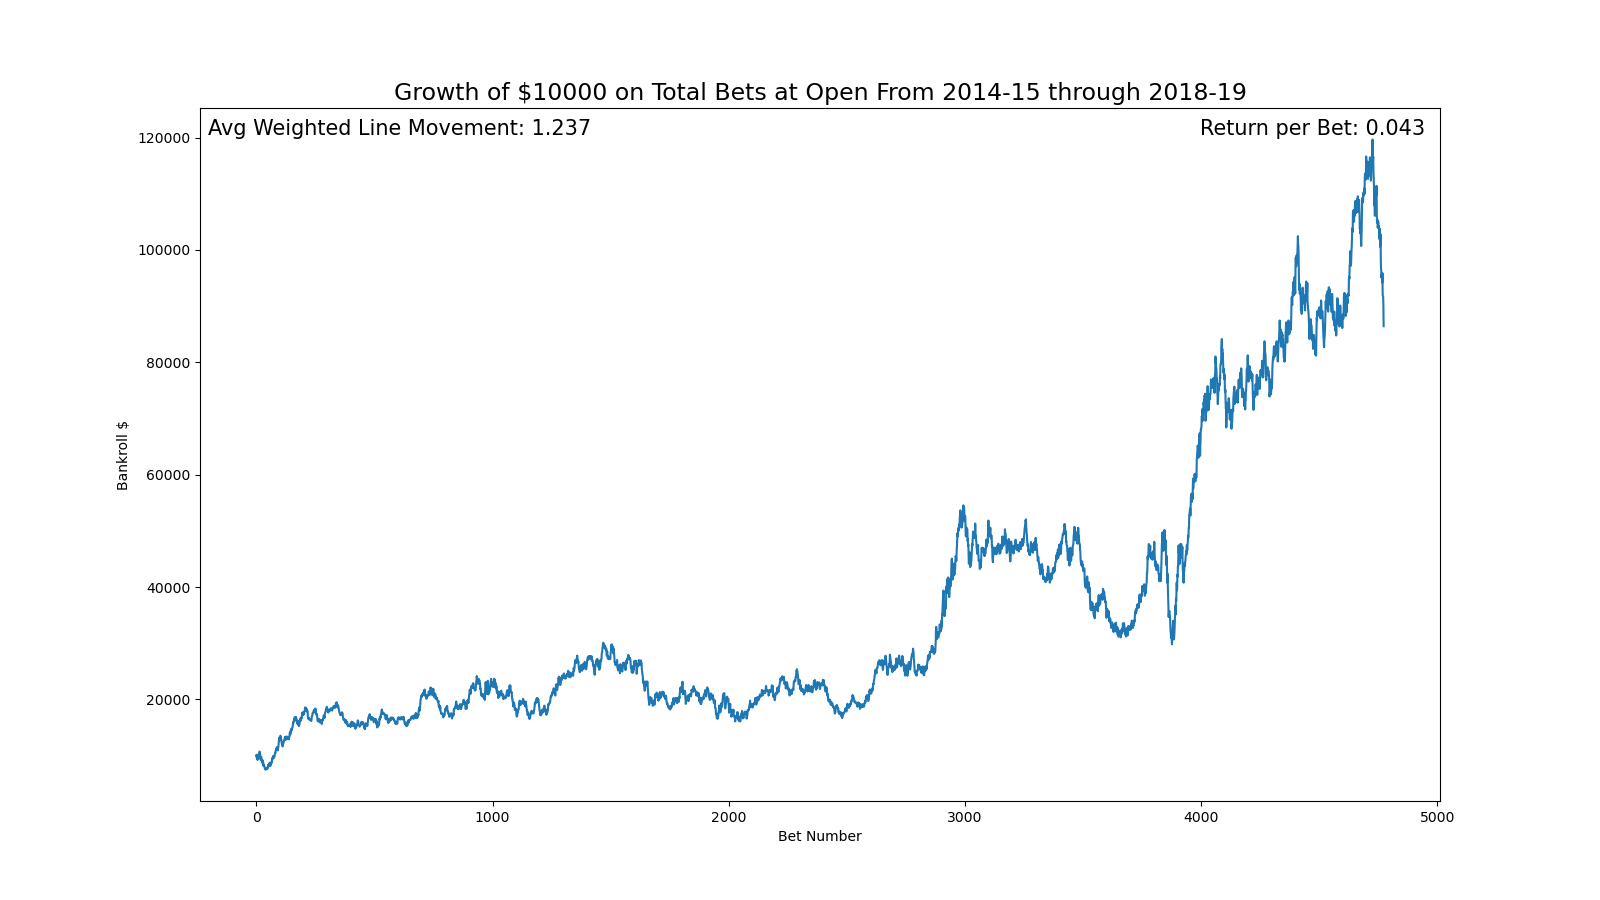 Growth of $10000 on Total Bets at Open From 2014-15 through 2018-19
Avg Weighted Line Movement: 1.237
Return per Bet: 0.043
120000
100000
80000
60000
40000
20000
Bankroll $
0
1000
2000
3000
4000
5000
Bet Number